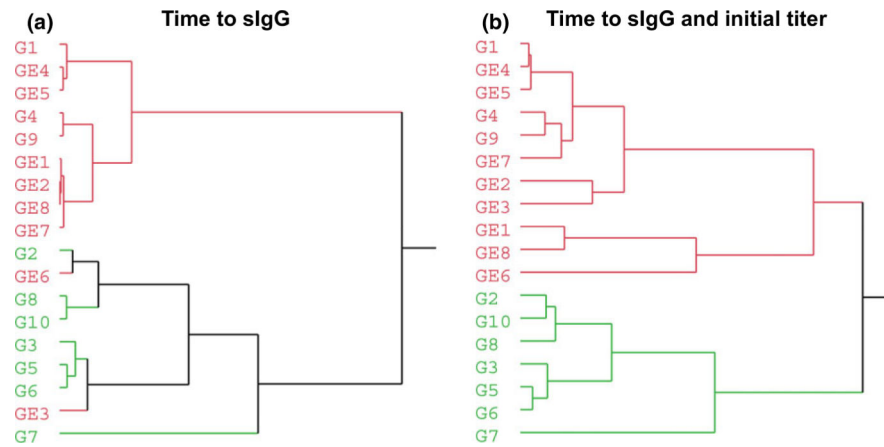 (a) Time to sIgG
G1
GE4
GE5
G4
G9
GE1
GE2
GE8
GE7
G2
GE6
G8
G10
G3
G5
G6
GE3
G7
(b) Time to sIgG and initial titer
G1
GE4
GE5
G4
G9
GE7
GE2
GE3
GE1
GE8
GE6
G2
G10
G8
G3
G5
G6
G7